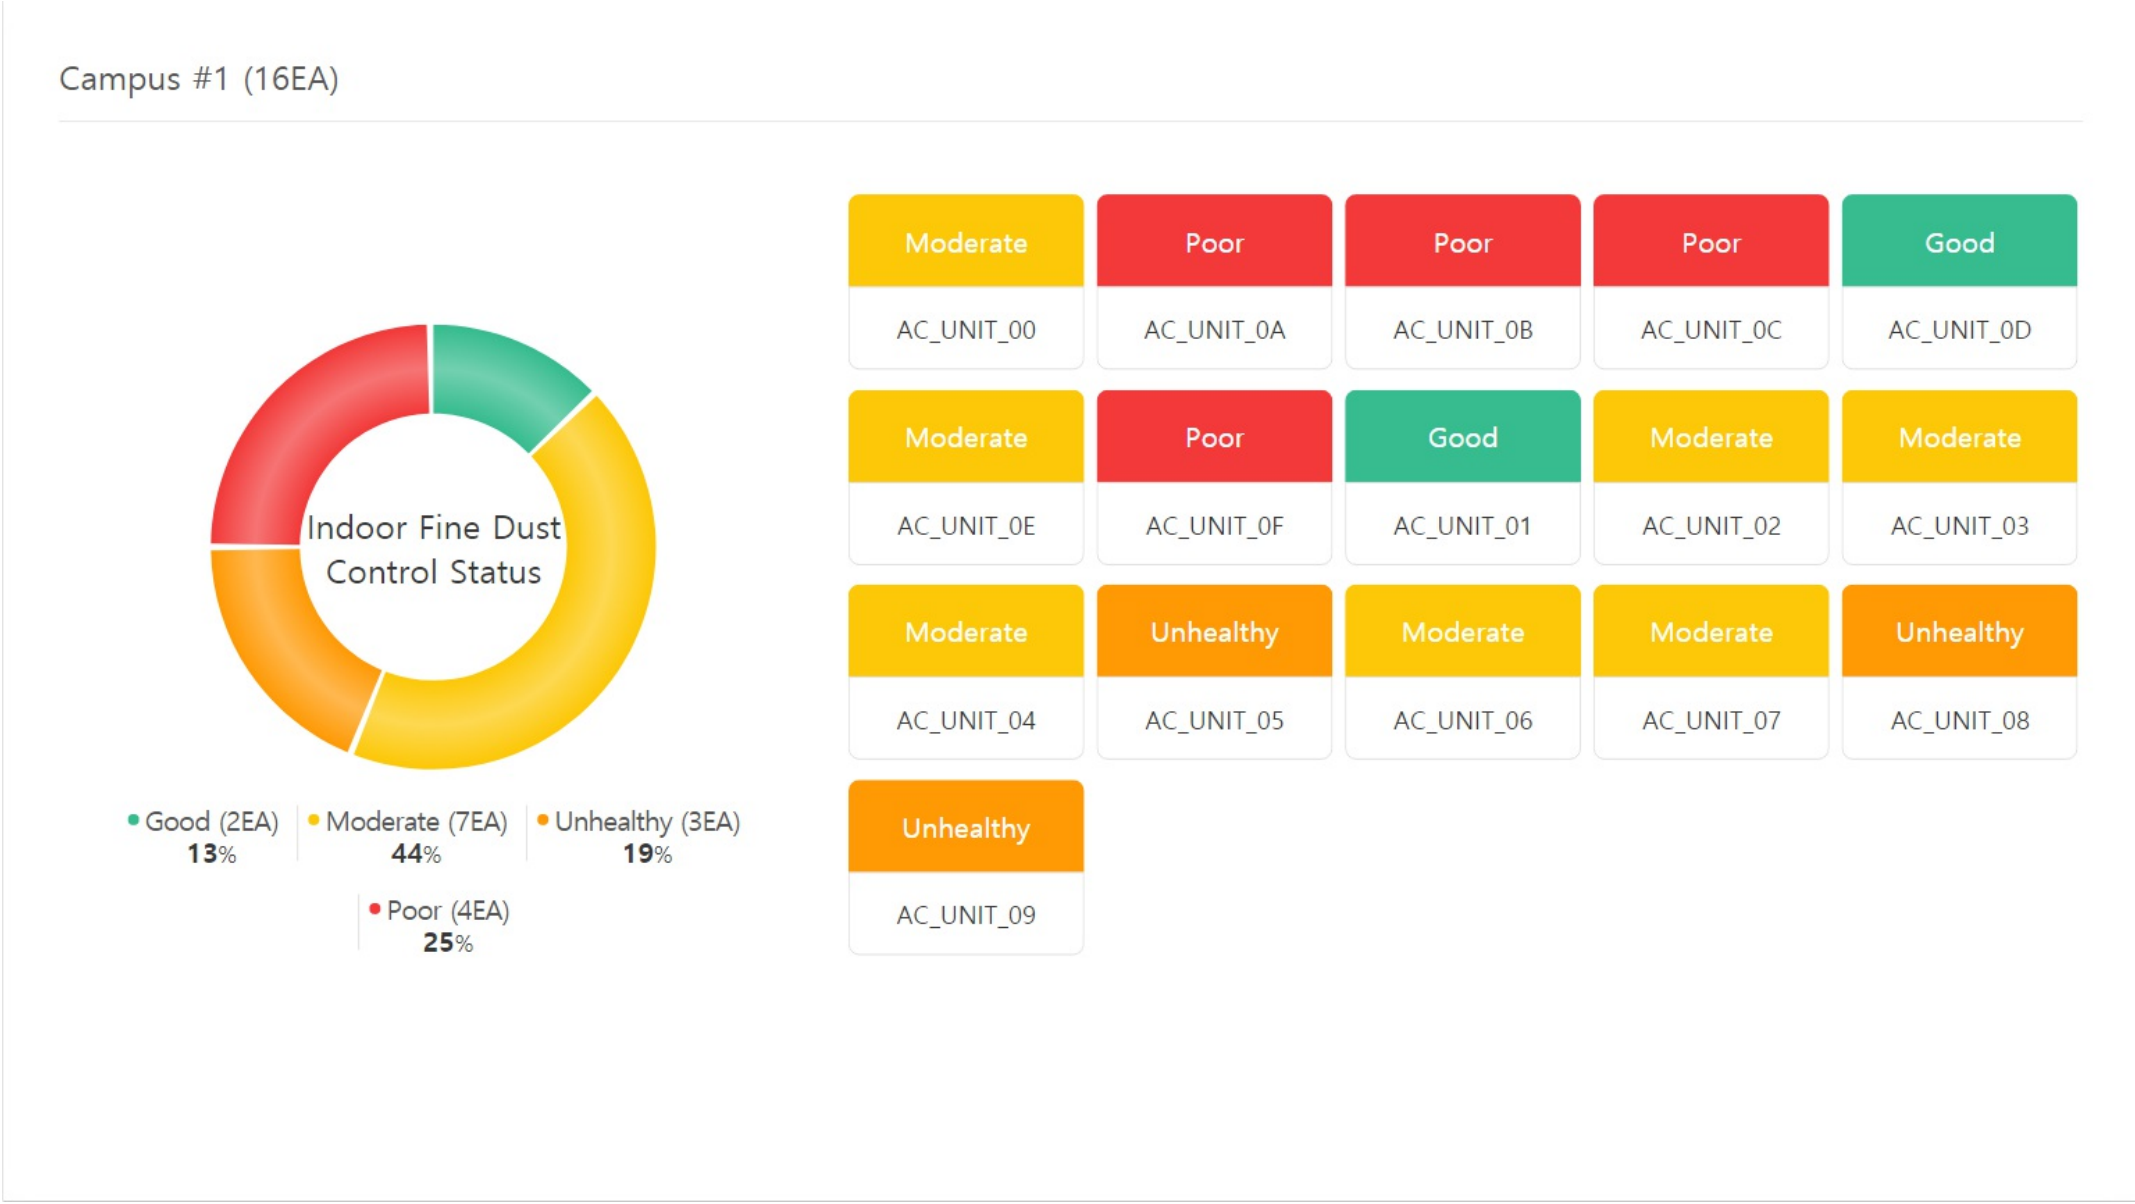 Campus #1 (16EA)
Indoor Fine Dust
Control Status
Good (2EA)
13%
Moderate (7EA)
44%
Unhealthy (3EA)
19%
Poor (4EA)
25%
Moderate
AC_UNIT_00
Poor
AC_UNIT_0A
Poor
AC_UNIT_0B
Poor
AC_UNIT_0C
Good
AC_UNIT_0D
Moderate
AC_UNIT_0E
Poor
AC_UNIT_0F
Good
AC_UNIT_01
Moderate
AC_UNIT_02
Moderate
AC_UNIT_03
Moderate
AC_UNIT_04
Unhealthy
AC_UNIT_05
Moderate
AC_UNIT_06
Moderate
AC_UNIT_07
Unhealthy
AC_UNIT_08
Unhealthy
AC_UNIT_09